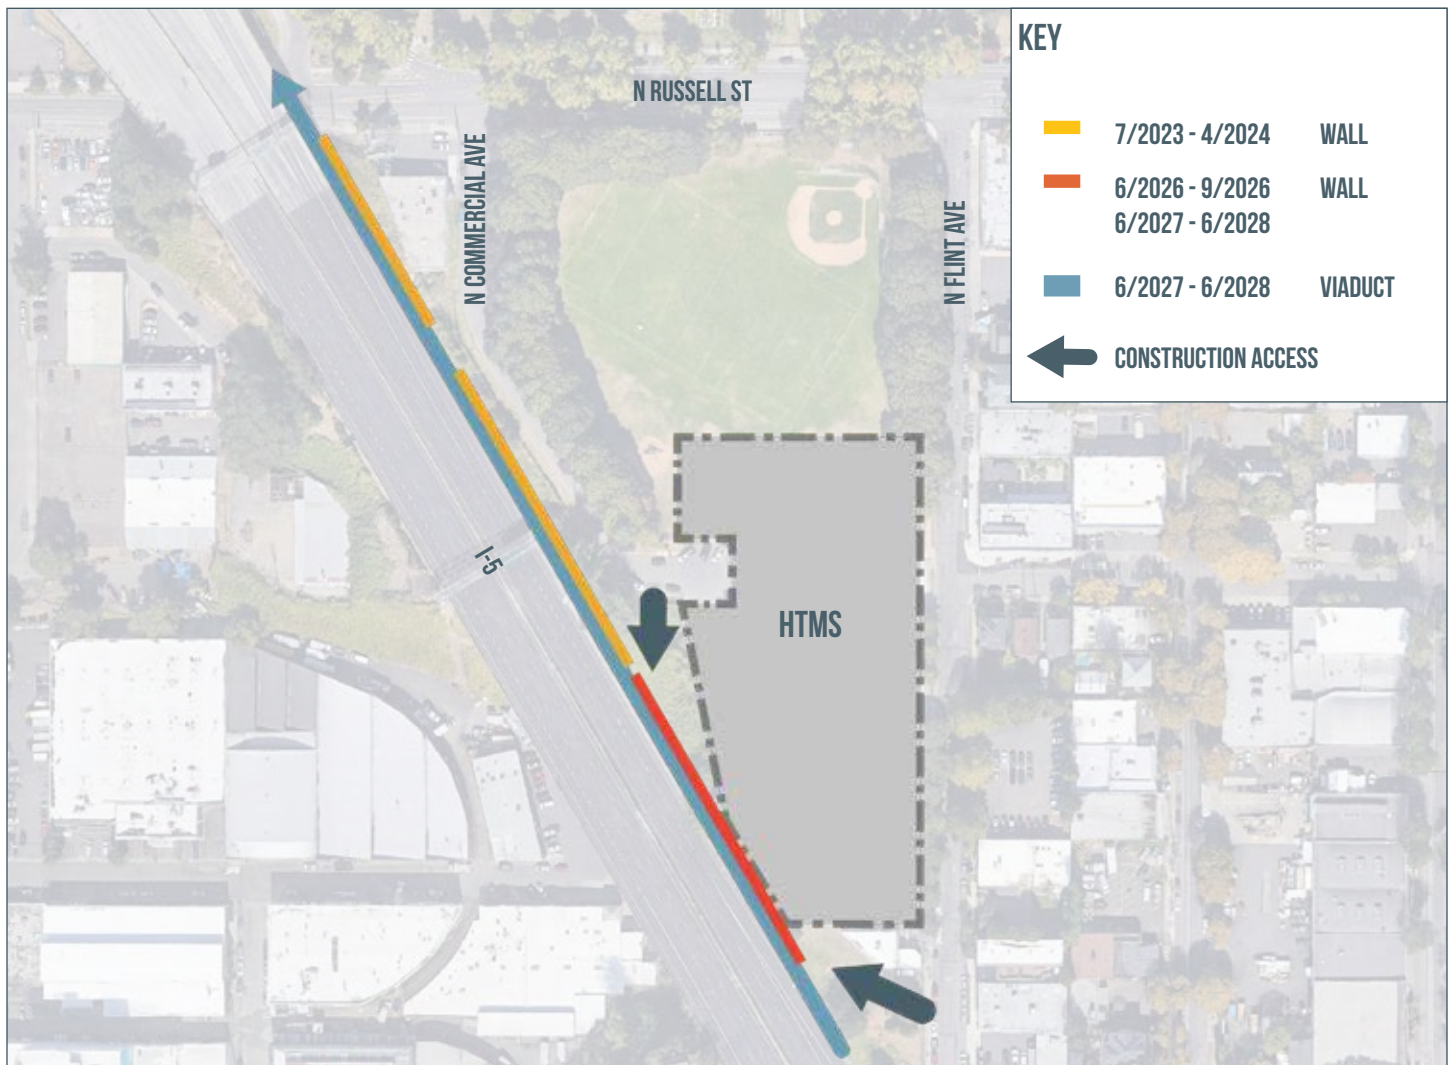 KEY
N RUSSELL ST
7/2023 - 4/2024 WALL
6/2026 - 9/2026 WALL
6/2027 - 6/2028
6/2027 - 6/2028 VIADUCT
CONSTRUCTION ACCESS
N COMMERCIAL AVE
N FLINT AVE
I-5
HTMS